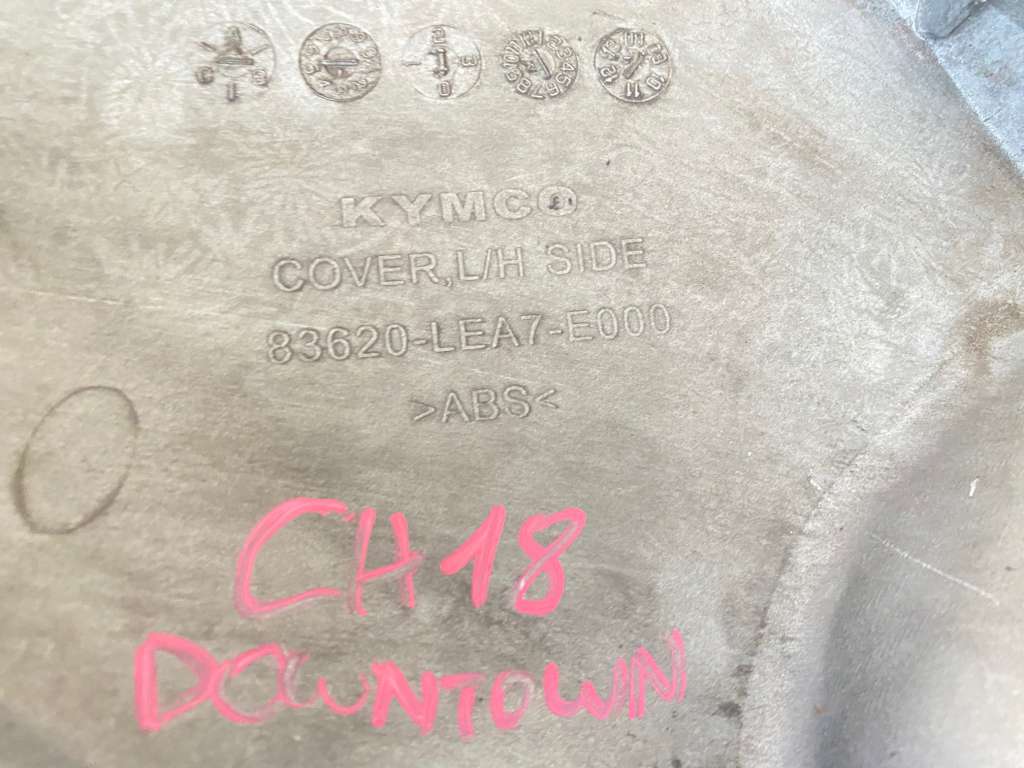 KYMCO
COVER,L/H SIDE
83620-LEA7-E000
>ABS<
CH18
DOWNTOWN